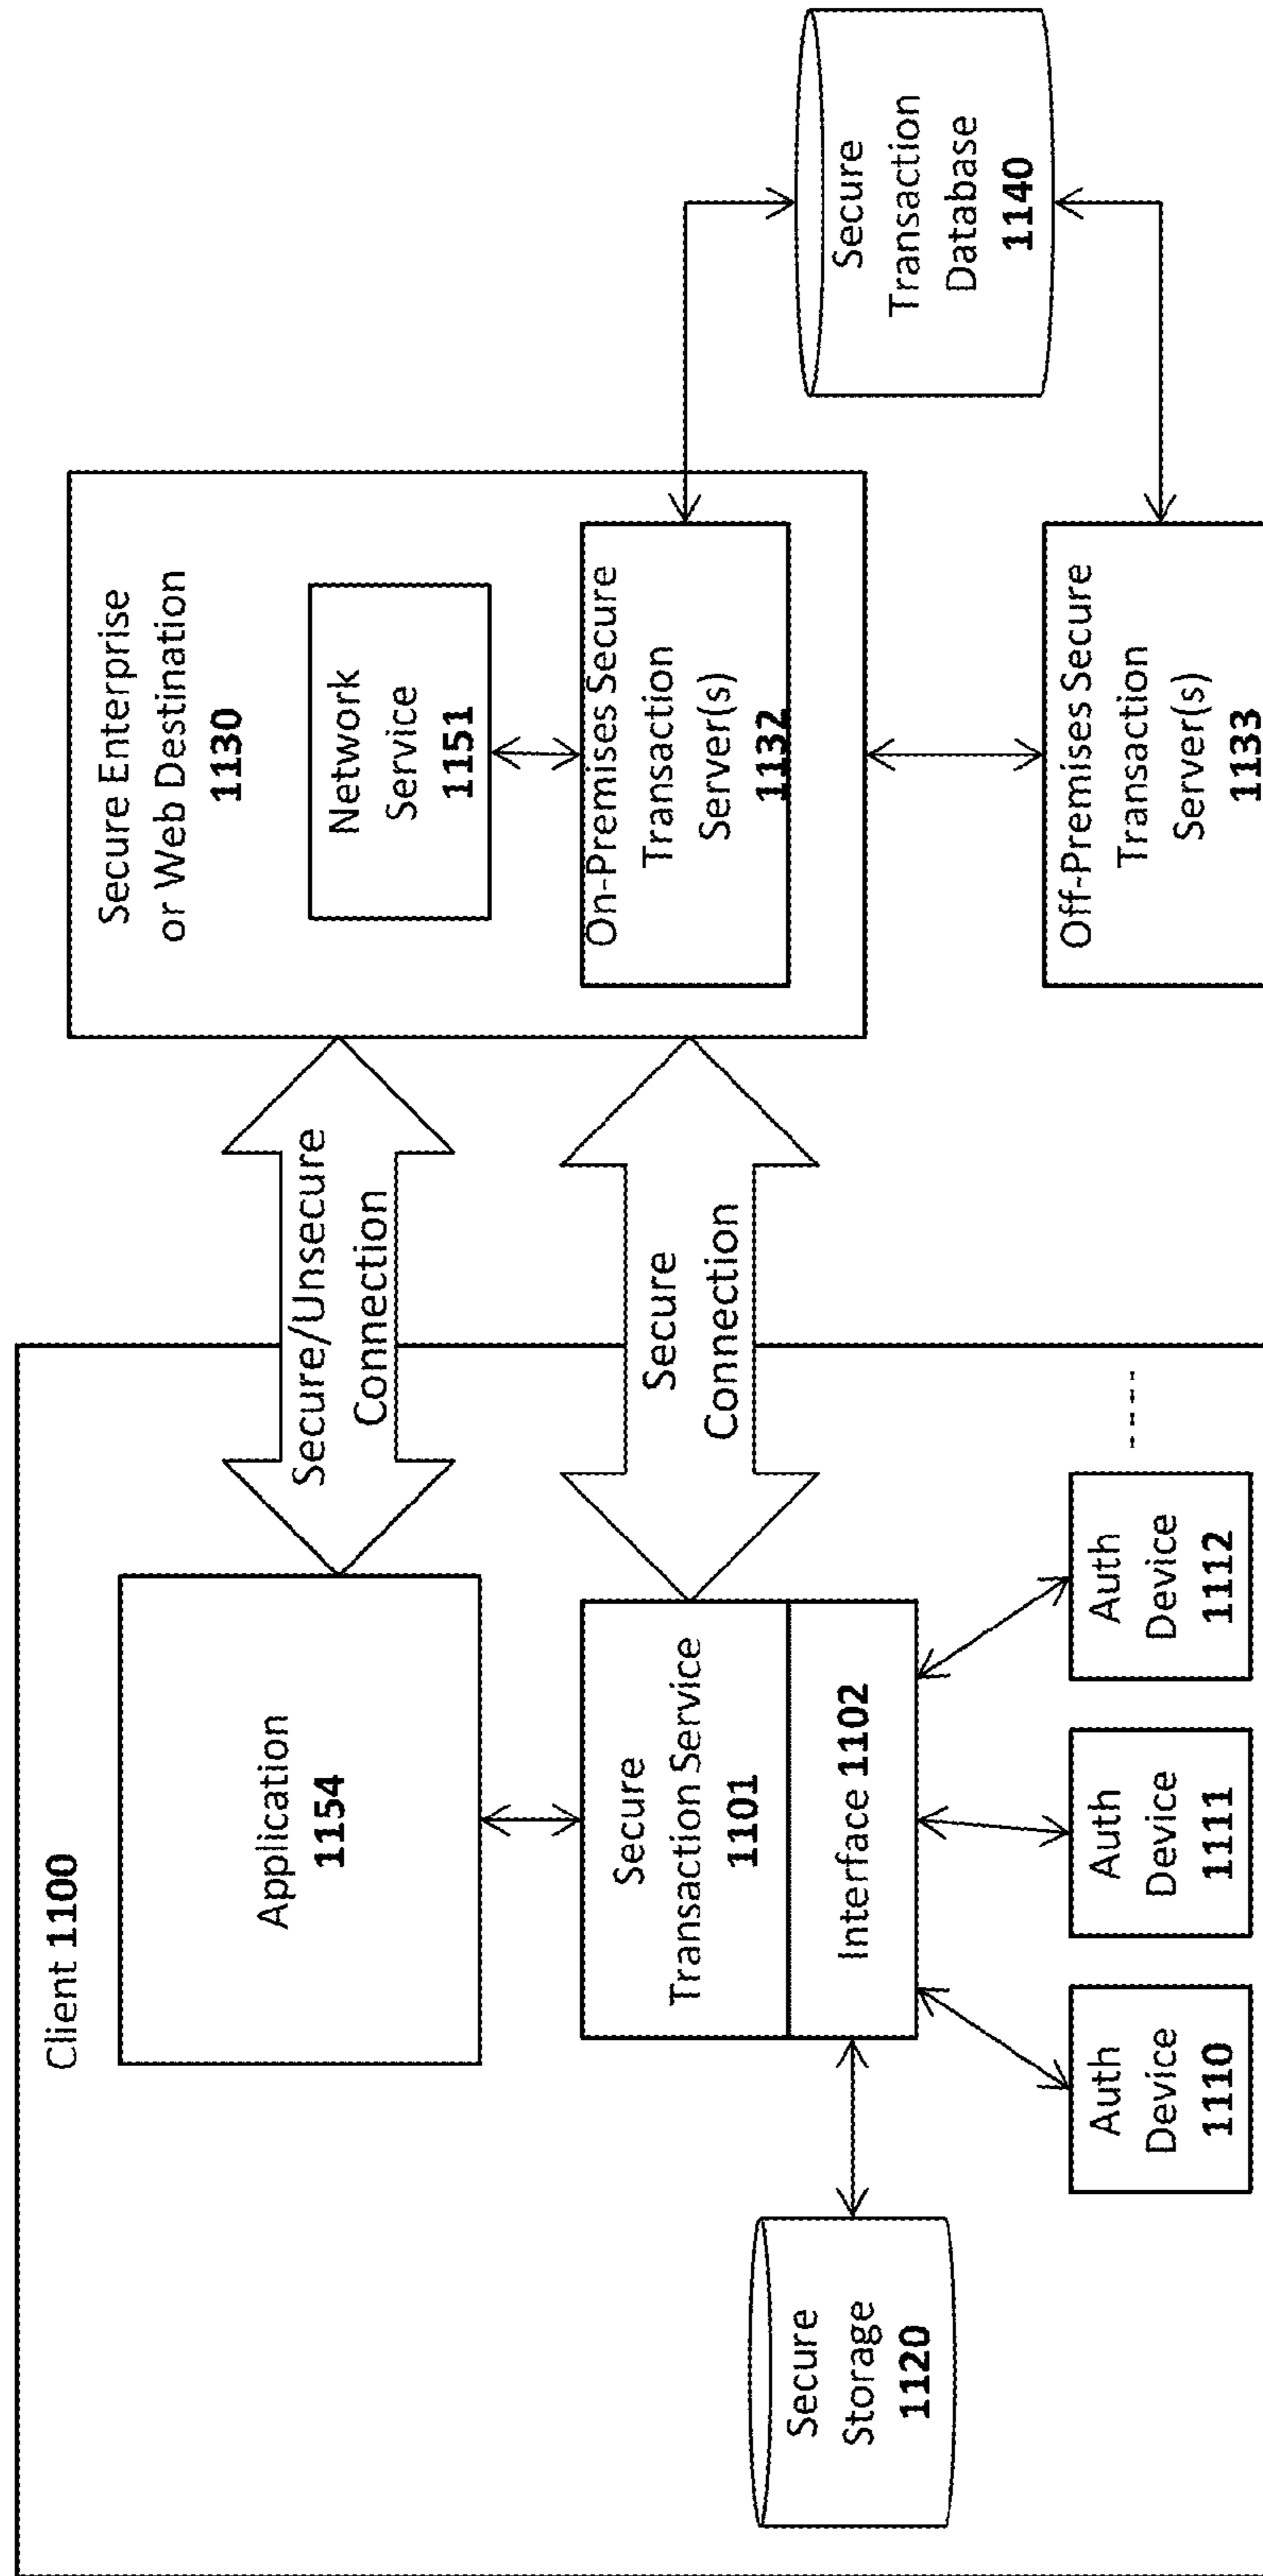 Client 1100
Application
1154
Secure
Transaction Service
1101
Interface 1102
Secure
Storage
1120
Auth
Device
1110
Auth
Device
1111
Auth
Device
1112
Secure/Unsecure
Connection
Secure
Connection
Secure Enterprise
or Web Destination
1130
Network
Service
1151
On-Premises Secure
Transaction
Server(s)
1132
Off-Premises Secure
Transaction
Server(s)
1133
Secure
Transaction
Database
1140